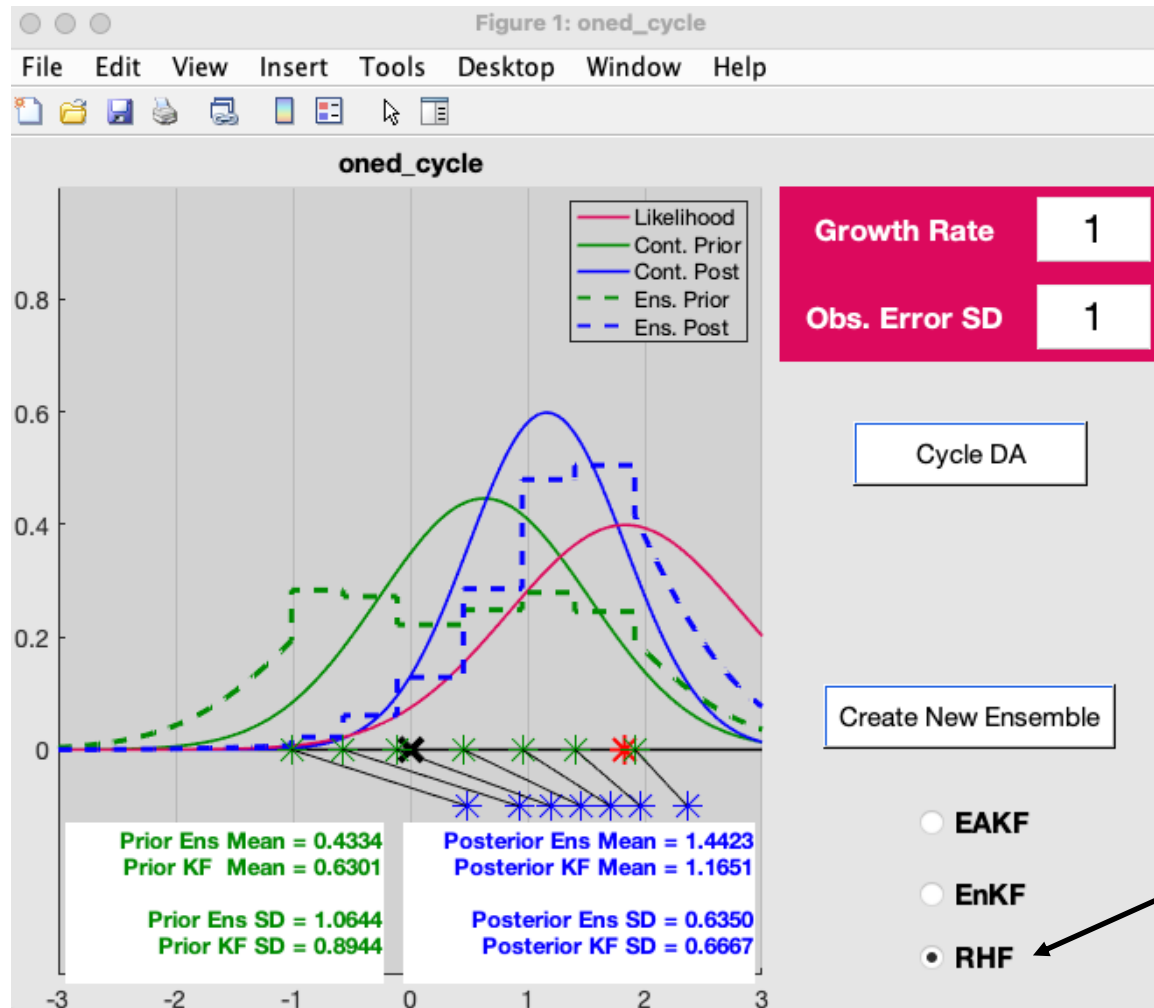 Figure 1: oned_cycle
File Edit View Insert Tools Desktop Window Help
oned_cycle
Likelihood
Cont. Prior
Cont. Post
Ens. Prior
Ens. Post
Growth Rate 1
Obs. Error SD 1
Cycle DA
Create New Ensemble
EAKF
EnKF
RHF
0.8
0.6
0.4
0.2
0
Prior Ens Mean = 0.4334
Prior KF Mean = 0.6301
Prior Ens SD = 1.0644
Prior KF SD = 0.8944
Posterior Ens Mean = 1.4423
Posterior KF Mean = 1.1651
Posterior Ens SD = 0.6350
Posterior KF SD = 0.6667
-3 -2 -1 0 1 2 3